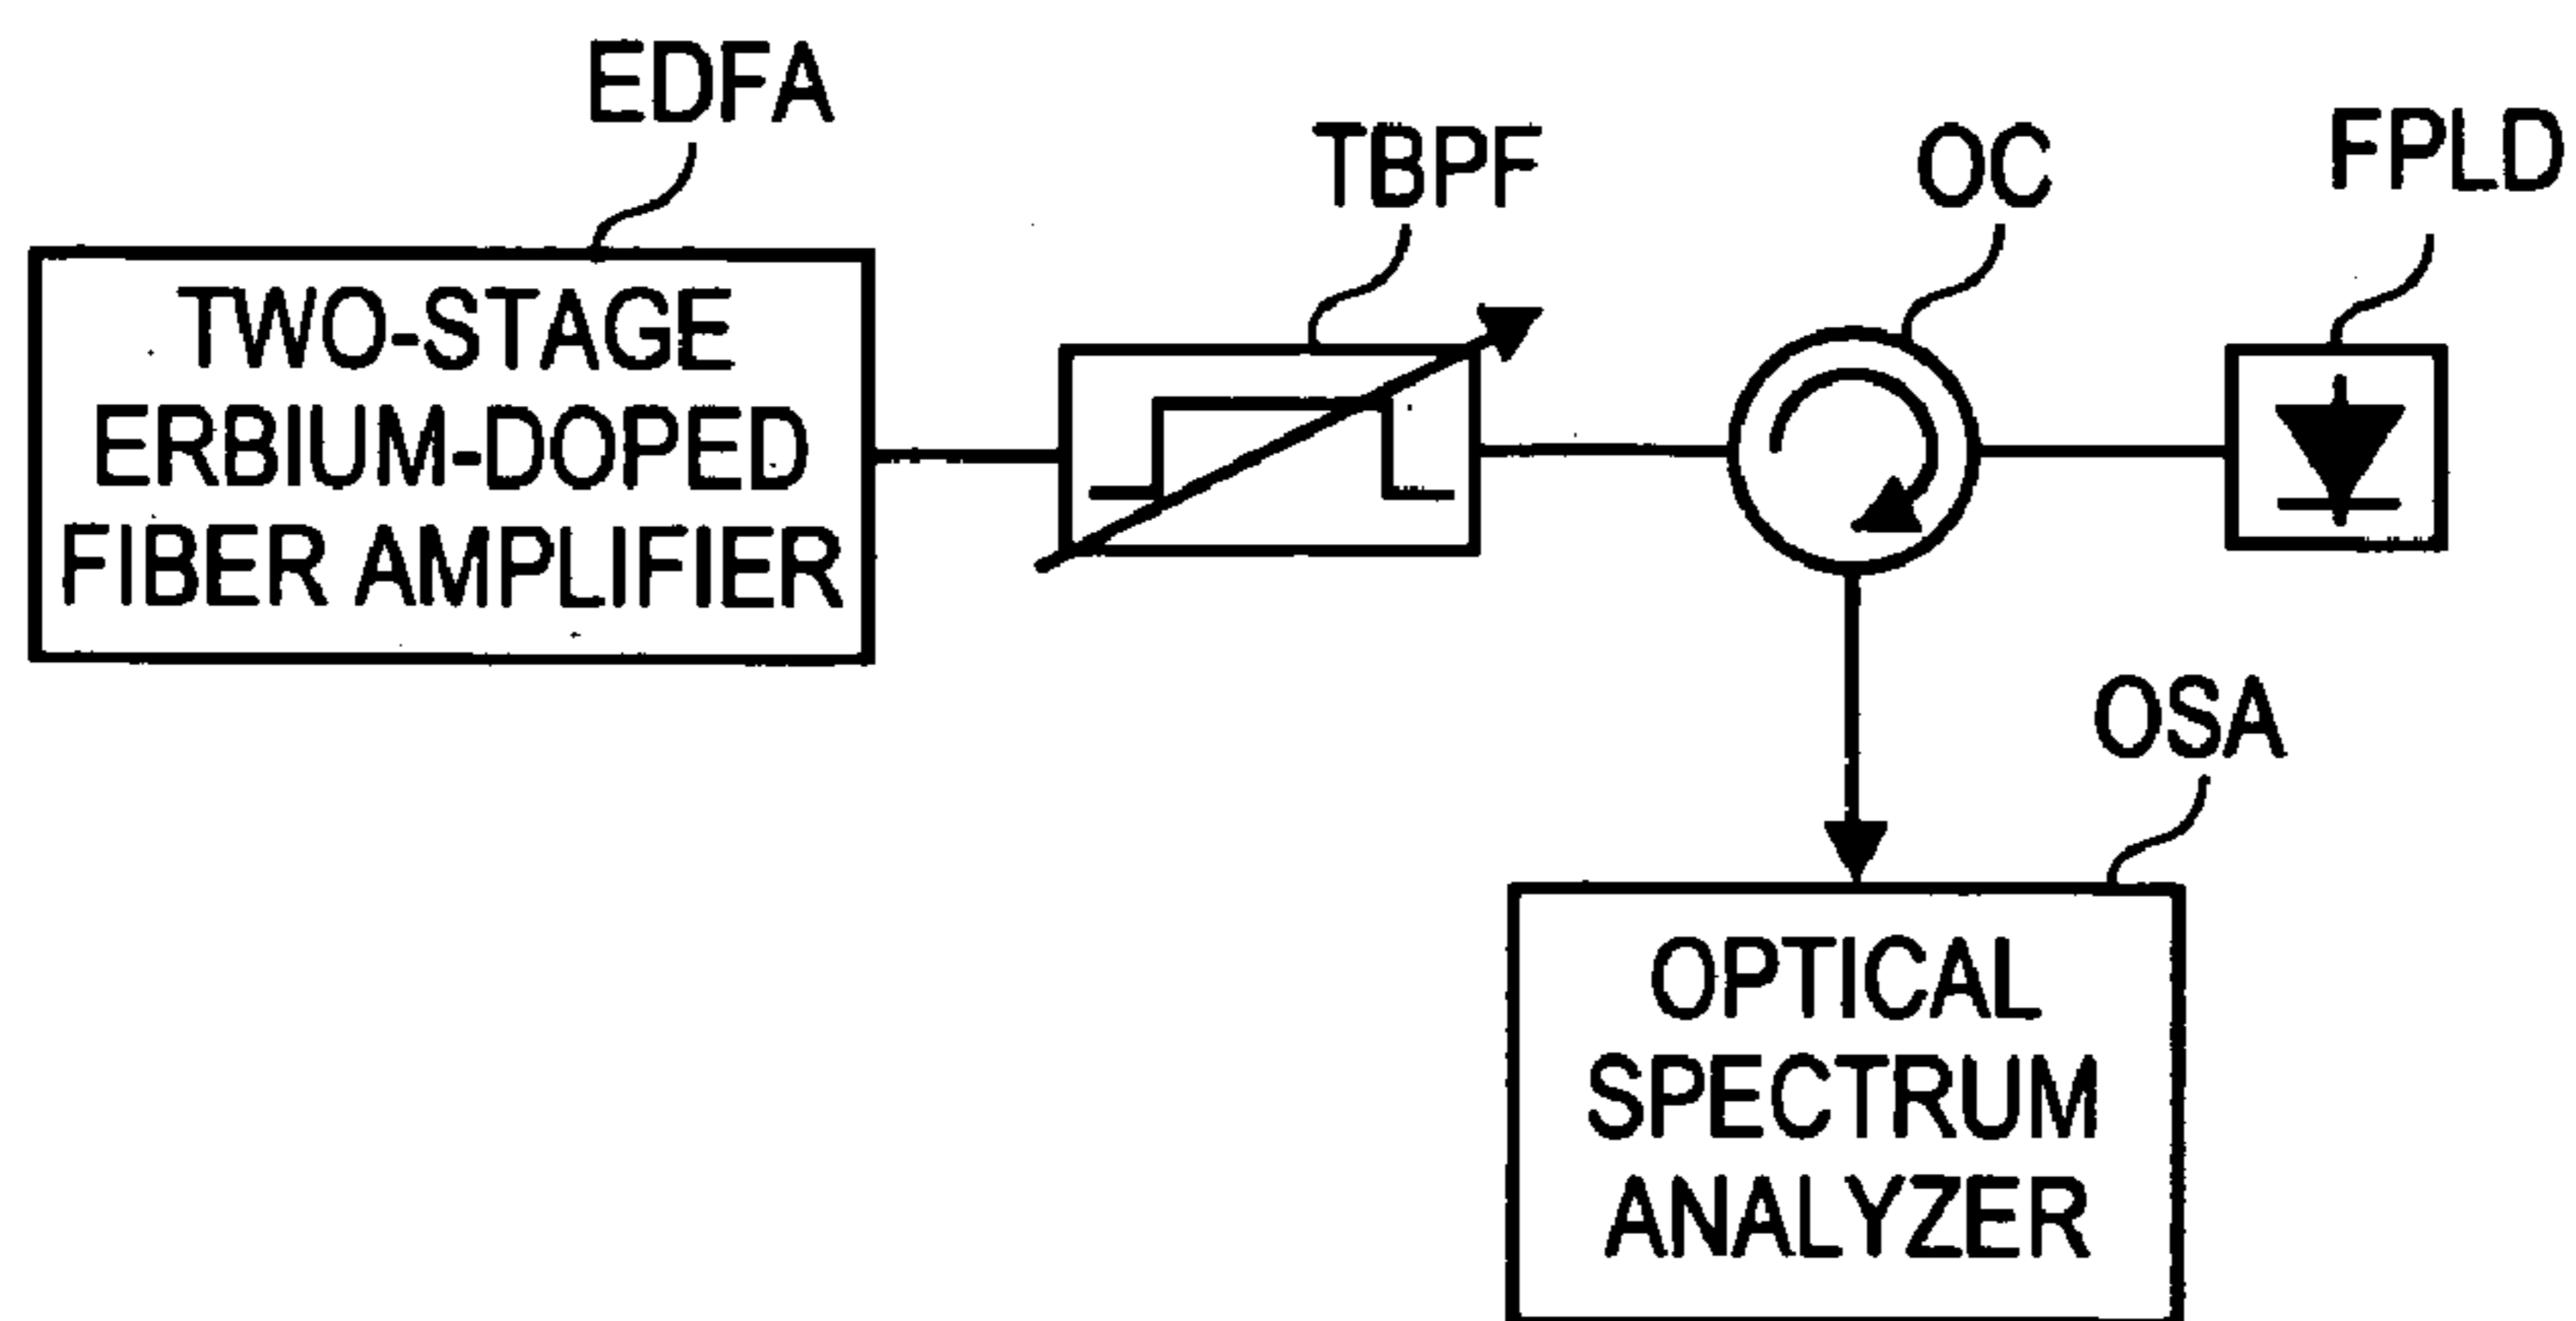 EDFA
TBPF
OC
FPLD
TWO-STAGE
ERBIUM-DOPED
FIBER AMPLIFIER
OSA
OPTICAL
SPECTRUM
ANALYZER